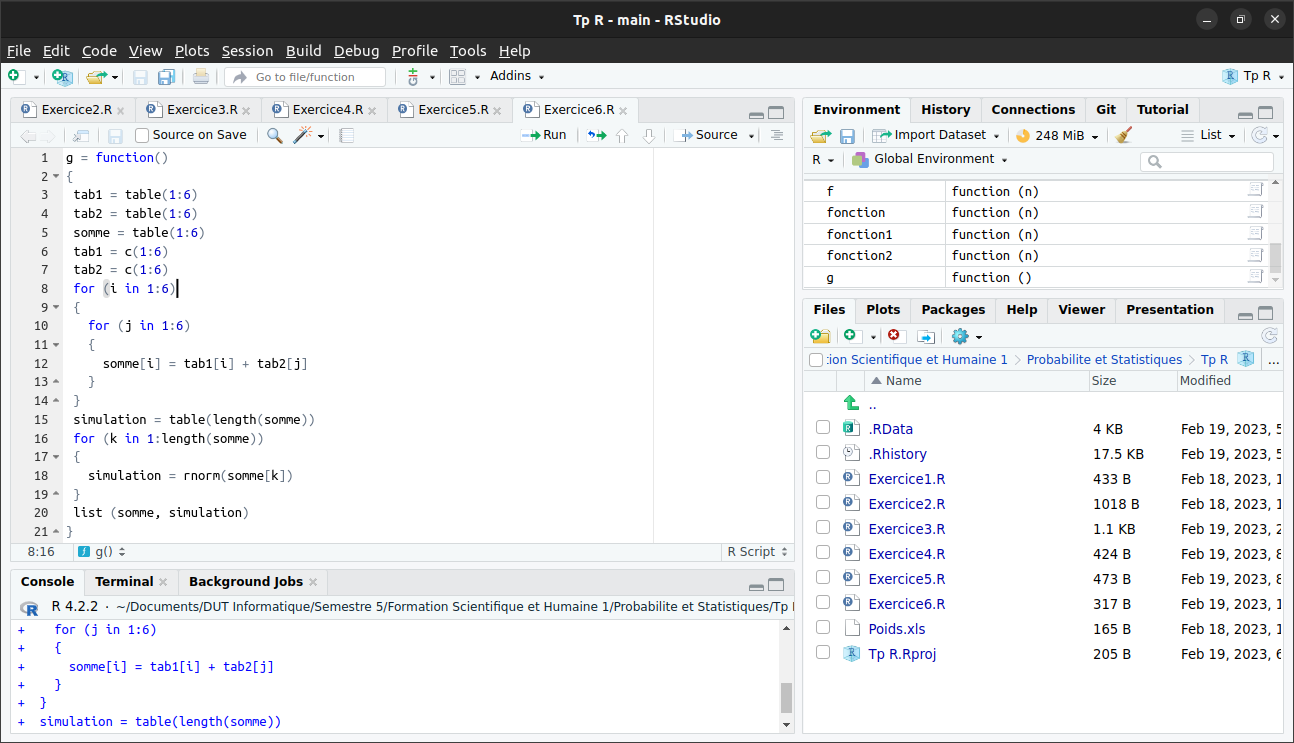 Tp R - main - RStudio
File Edit Code View Plots Session Build Debug Profile Tools Help
Go to file/function Addins Tp R
Exercice2.R Exercice3.R Exercice4.R Exercice5.R Exercice6.R
Source on Save Run Source
1 g = function()
2 {
3 tab1 = table(1:6)
4 tab2 = table(1:6)
5 somme = table(1:6)
6 tab1 = c(1:6)
7 tab2 = c(1:6)
8 for (i in 1:6)
9 {
10 for (j in 1:6)
11 {
12 somme[i] = tab1[i] + tab2[j]
13 }
14 }
15 simulation = table(length(somme))
16 for (k in 1:length(somme))
17 {
18 simulation = rnorm(somme[k])
19 }
20 list (somme, simulation)
21 }
8:16 g() R Script
Console Terminal Background Jobs
R 4.2.2 · ~/Documents/DUT Informatique/Semestre 5/Formation Scientifique et Humaine 1/Probabilite et Statistiques/Tp
+ for (j in 1:6)
+ {
+ somme[i] = tab1[i] + tab2[j]
+ }
+ }
+ simulation = table(length(somme))
Environment History Connections Git Tutorial
Import Dataset 248 MiB List
R Global Environment
f function (n)
fonction function (n)
fonction1 function (n)
fonction2 function (n)
g function ()
Files Plots Packages Help Viewer Presentation
ion Scientifique et Humaine 1 Probabilite et Statistiques Tp R ...
Name Size Modified
..
.RData 4 KB Feb 19, 2023, 5
.Rhistory 17.5 KB Feb 19, 2023, 5
Exercice1.R 433 B Feb 18, 2023, 1
Exercice2.R 1018 B Feb 18, 2023, 1
Exercice3.R 1.1 KB Feb 19, 2023, 2
Exercice4.R 424 B Feb 19, 2023, 8
Exercice5.R 473 B Feb 19, 2023, 8
Exercice6.R 317 B Feb 19, 2023, 1
Poids.xls 165 B Feb 18, 2023, 1
Tp R.Rproj 205 B Feb 19, 2023, 6